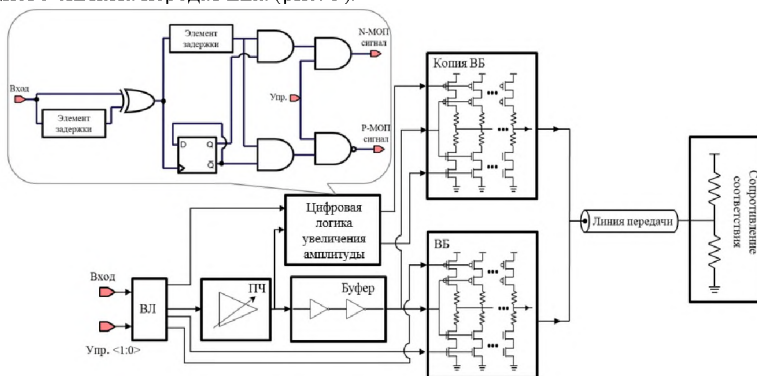 Элемент
задержки
N-МОП
сигнал
Вход
Элемент
задержки
Упр.
D Q
Q
P-МОП
сигнал
Копия ВБ
•••
•••
•••
Цифровая
логика
увеличения
амплитуды
Линия передачи
Сопротивление
соответствия
Вход
ВЛ
ПЧ
Буфер
ВБ
•••
•••
•••
Упр. <1:0>